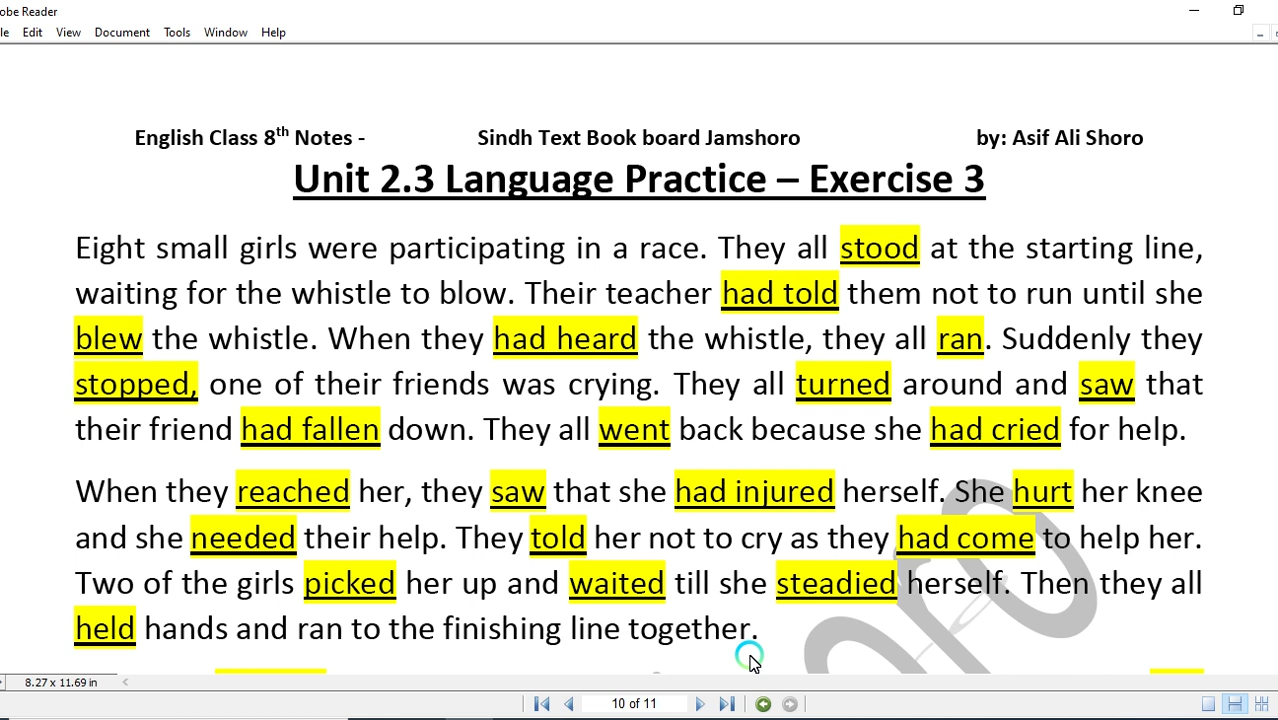 obe Reader
le Edit View Document Tools Window Help
English Class 8th Notes - Sindh Text Book board Jamshoro by: Asif Ali Shoro
Unit 2.3 Language Practice – Exercise 3
Eight small girls were participating in a race. They all stood at the starting line,
waiting for the whistle to blow. Their teacher had told them not to run until she
blew the whistle. When they had heard the whistle, they all ran. Suddenly they
stopped, one of their friends was crying. They all turned around and saw that
their friend had fallen down. They all went back because she had cried for help.
When they reached her, they saw that she had injured herself. She hurt her knee
and she needed their help. They told her not to cry as they had come to help her.
Two of the girls picked her up and waited till she steadied herself. Then they all
held hands and ran to the finishing line together.
oro
8.27 x 11.69 in
10 of 11